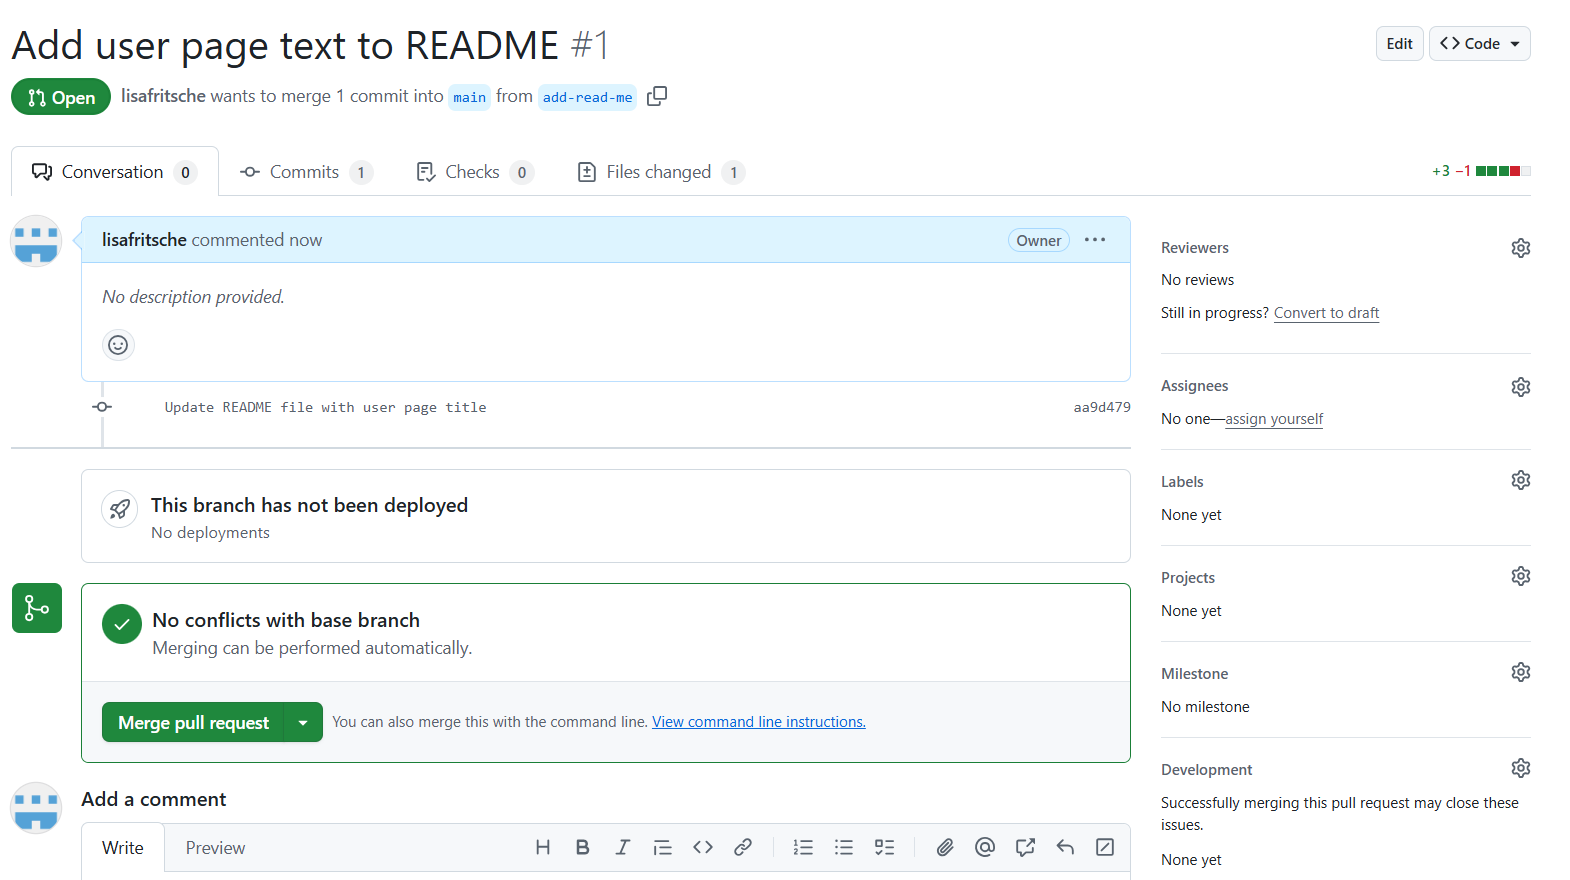 Add user page text to README #1
Edit
Code
Open
lisafritsche wants to merge 1 commit into main from add-read-me
Conversation 0
Commits 1
Checks 0
Files changed 1
+3 −1
lisafritsche commented now
Owner
No description provided.
Update README file with user page title
aa9d479
This branch has not been deployed
No deployments
No conflicts with base branch
Merging can be performed automatically.
Merge pull request
You can also merge this with the command line. View command line instructions.
Add a comment
Write
Preview
Reviewers
No reviews
Still in progress? Convert to draft
Assignees
No one—assign yourself
Labels
None yet
Projects
None yet
Milestone
No milestone
Development
Successfully merging this pull request may close these
issues.
None yet